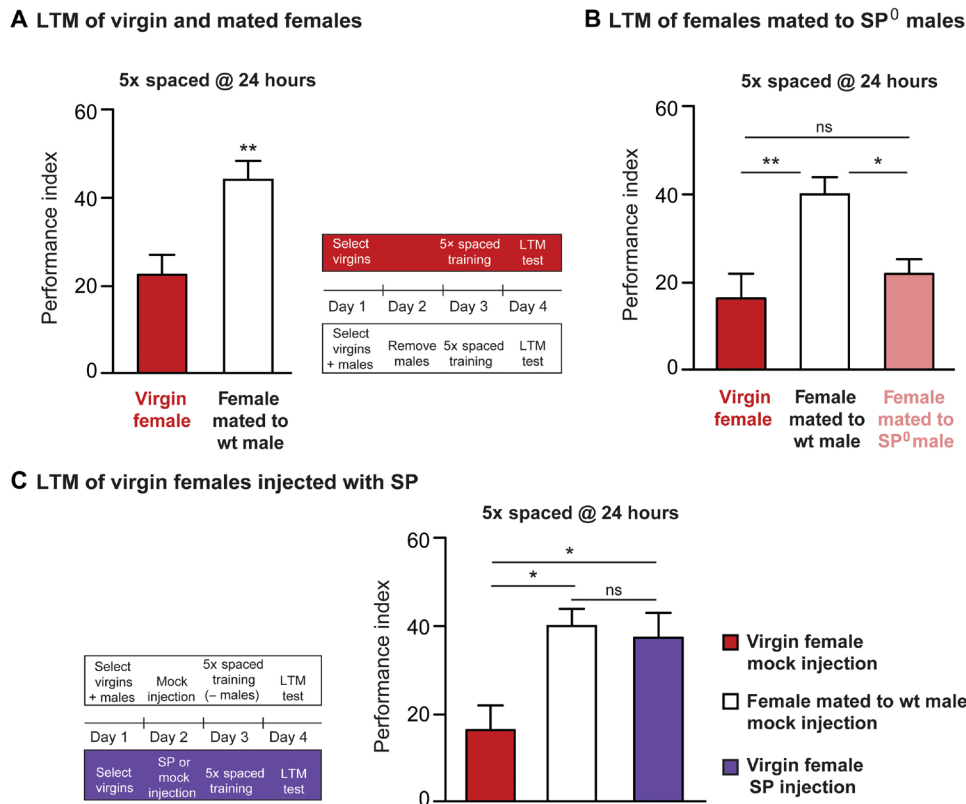 A LTM of virgin and mated females
5x spaced @ 24 hours
Performance index
60
40
20
0
**
Virgin
female
Female
mated to
wt male
Select
virgins
5× spaced
training
LTM
test
Day 1
Day 2
Day 3
Day 4
Select
virgins
+ males
Remove
males
5x spaced
training
LTM
test
B LTM of females mated to SP⁰ males
5x spaced @ 24 hours
Performance index
60
40
20
0
ns
**
*
Virgin
female
Female
mated to
wt male
Female
mated to
SP⁰ male
C LTM of virgin females injected with SP
Select
virgins
+ males
Mock
injection
5x spaced
training
(– males)
LTM
test
Day 1
Day 2
Day 3
Day 4
Select
virgins
SP or
mock
injection
5x spaced
training
LTM
test
5x spaced @ 24 hours
Performance index
60
40
20
0
*
*
ns
Virgin female
mock injection
Female mated to wt male
mock injection
Virgin female
SP injection